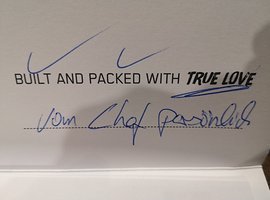 BUILT AND PACKED WITH TRUE LOVE
vom Chef persönlich